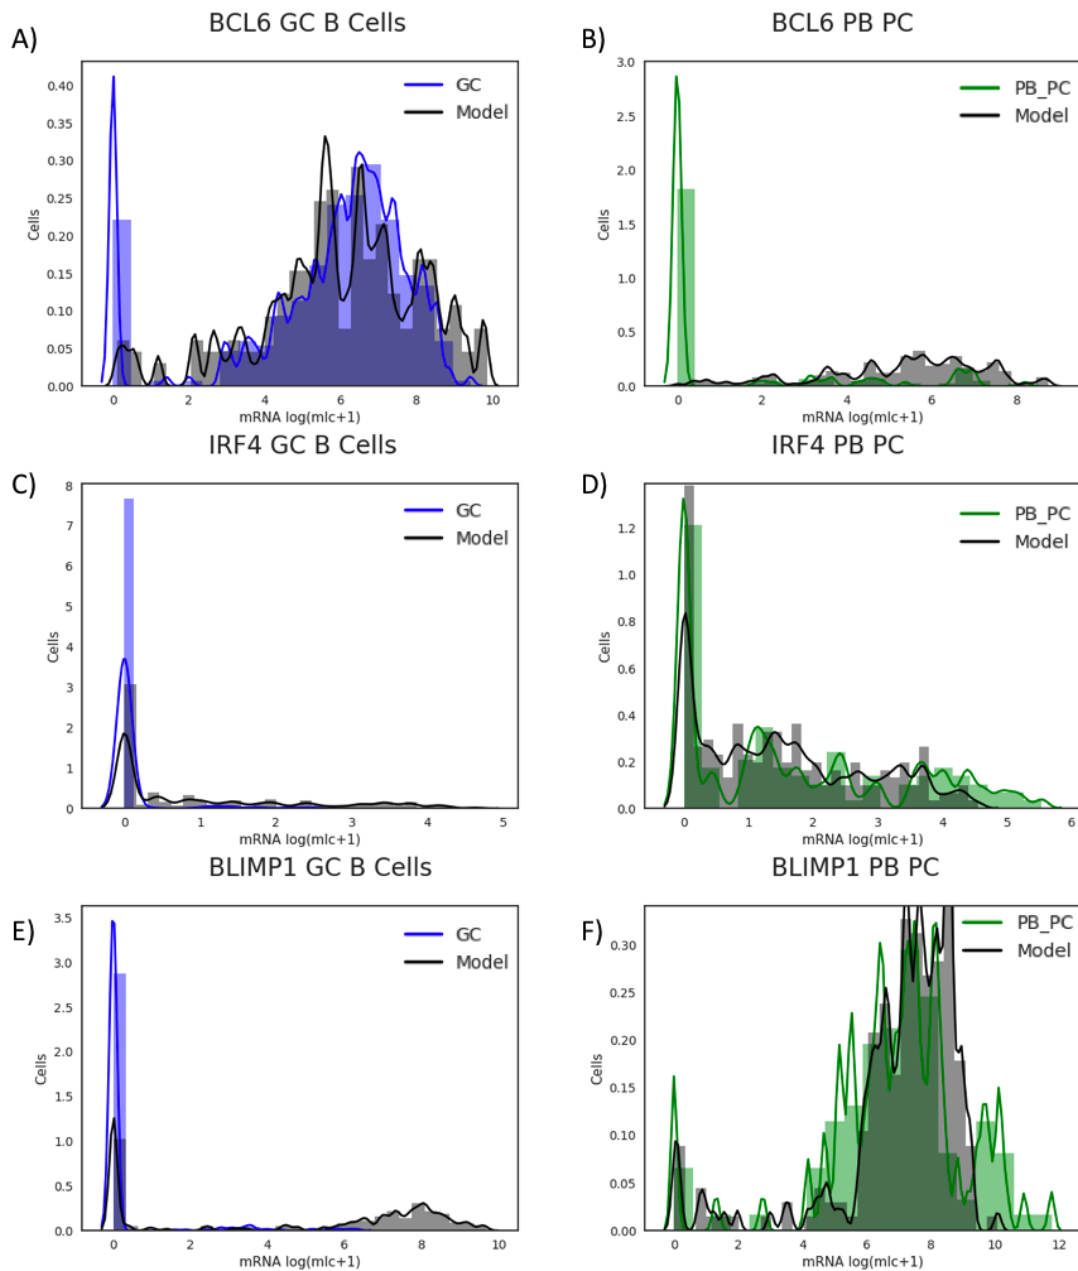 A)
BCL6 GC B Cells
GC
Model
0.40
0.35
0.30
0.25
0.20
0.15
0.10
0.05
0.00
Cells
0 2 4 6 8 10
mRNA log(mlc+1)
B)
BCL6 PB PC
PB_PC
Model
3.0
2.5
2.0
1.5
1.0
0.5
0.0
Cells
0 2 4 6 8
mRNA log(mlc+1)
C)
IRF4 GC B Cells
GC
Model
8
7
6
5
4
3
2
1
0
Cells
0 1 2 3 4 5
mRNA log(mlc+1)
D)
IRF4 PB PC
PB_PC
Model
1.2
1.0
0.8
0.6
0.4
0.2
0.0
Cells
0 1 2 3 4 5 6
mRNA log(mlc+1)
E)
BLIMP1 GC B Cells
GC
Model
3.5
3.0
2.5
2.0
1.5
1.0
0.5
0.0
Cells
0 2 4 6 8 10
mRNA log(mlc+1)
F)
BLIMP1 PB PC
PB_PC
Model
0.30
0.25
0.20
0.15
0.10
0.05
0.00
Cells
0 2 4 6 8 10 12
mRNA log(mlc+1)